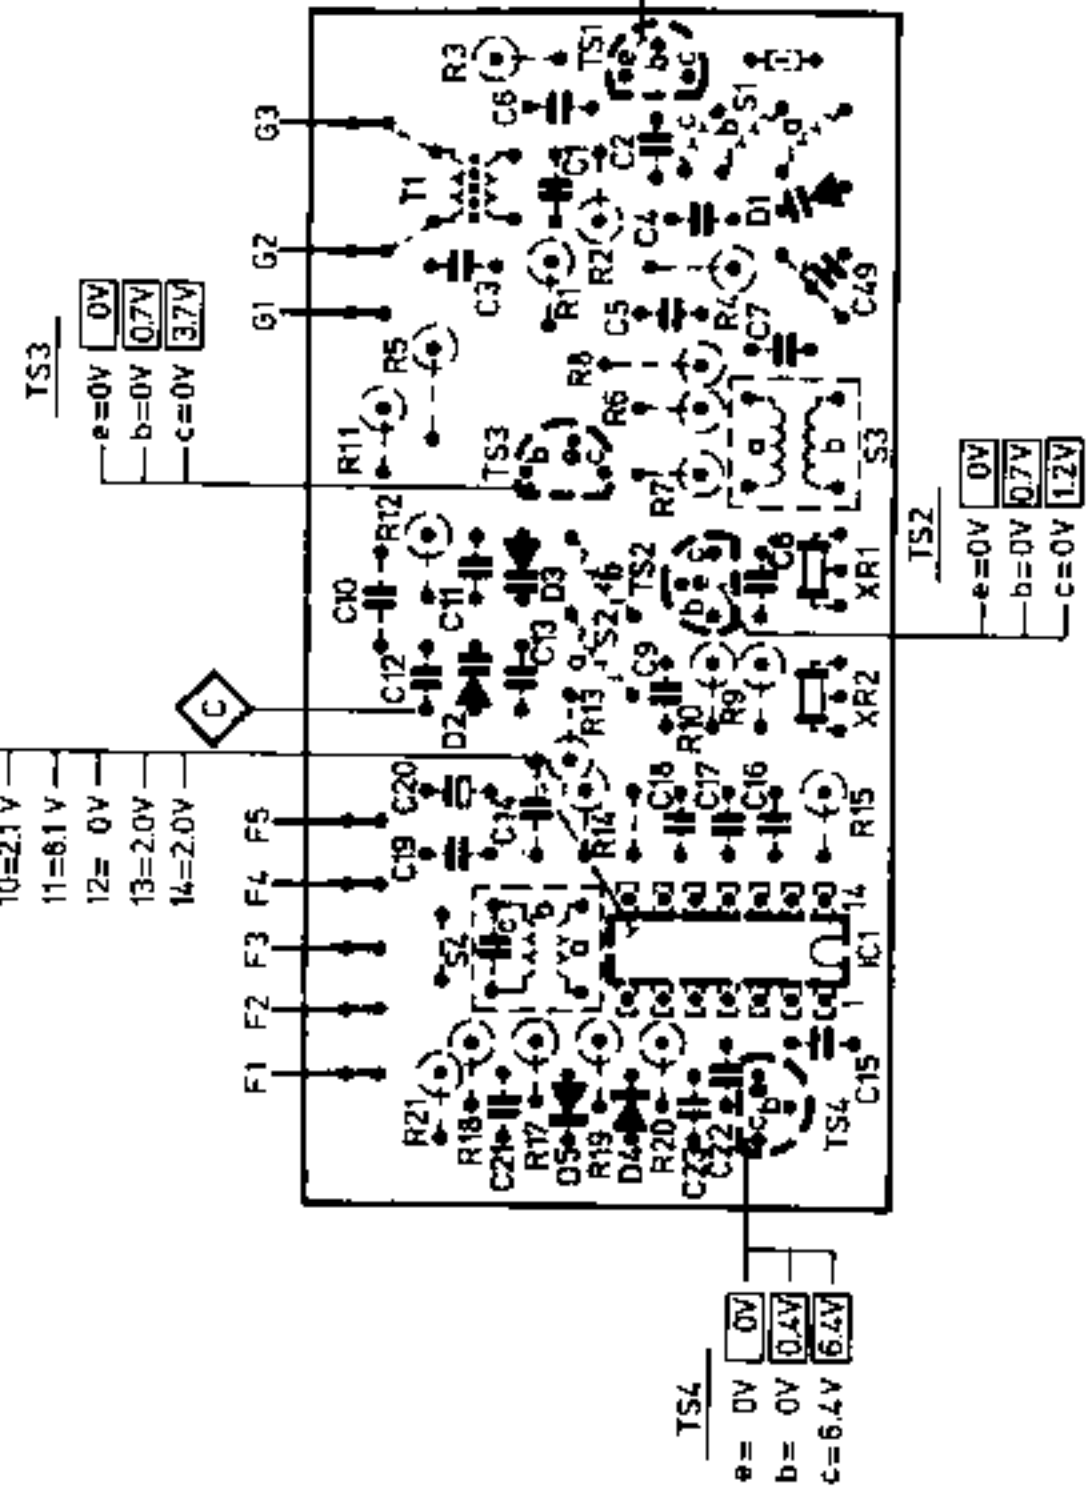 10=2.1 V
11=6.1 V
12= 0V
13=2.0V
14=2.0V
TS3
e=0V 0V
b=0V 0.7V
c=0V 3.7V
TS2
e=0V 0V
b=0V 0.7V
c=0V 1.2V
TS4
e= 0V 0V
b= 0V 0.4V
c=6.4V 6.4V
C
F1
F2
F3
F4
F5
G1
G2
G3
R3
TS1
e
b
c
C6
S1
c
b
a
T1
C1
C2
R2
C4
D1
C3
R1
C5
R4
C7
C49
R5
R8
R6
R11
TS3
b
c
R7
a
b
S3
R12
C10
C11
D3
S2
a
b
TS2
b
e
c
C8
XR1
C12
C13
D2
C9
R13
R10
R9
XR2
C20
C19
C14
R14
C18
C17
C16
R15
S4
c
b
a
14
IC1
1
R21
R18
C21
R17
D5
R19
D4
R20
C23
C22
c
b
TS4
C15